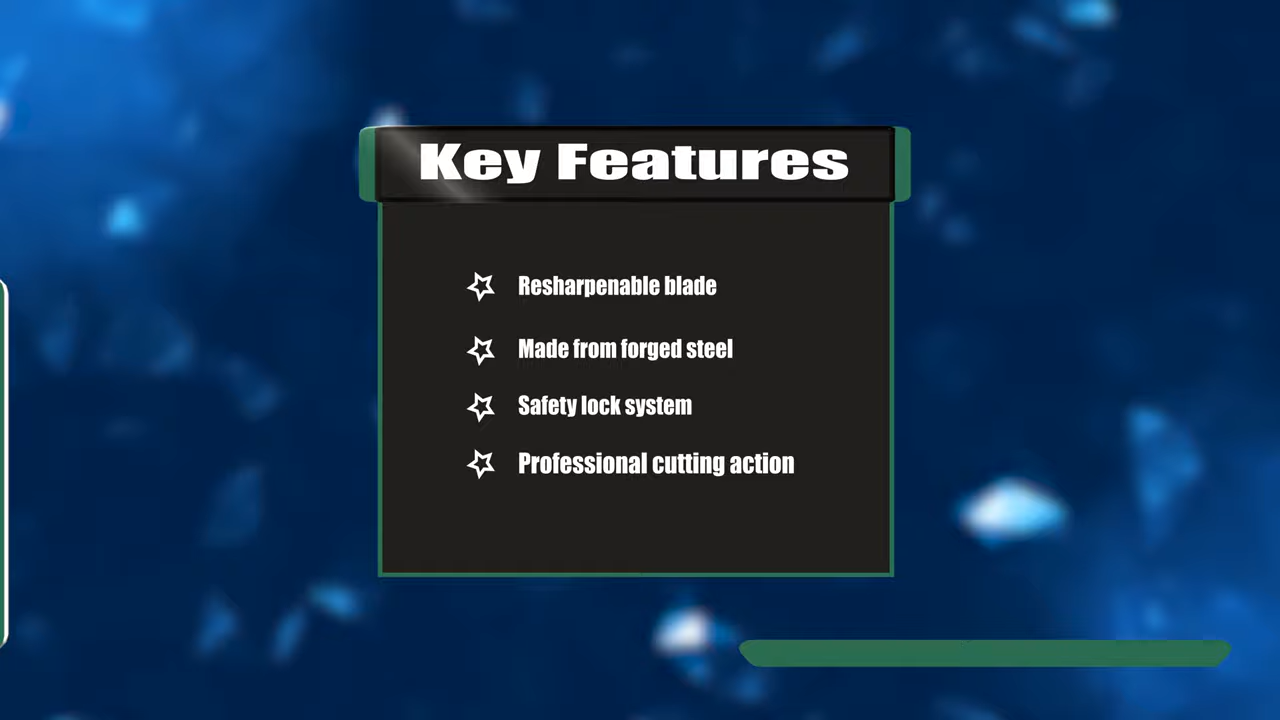 Key Features
Resharpenable blade
Made from forged steel
Safety lock system
Professional cutting action